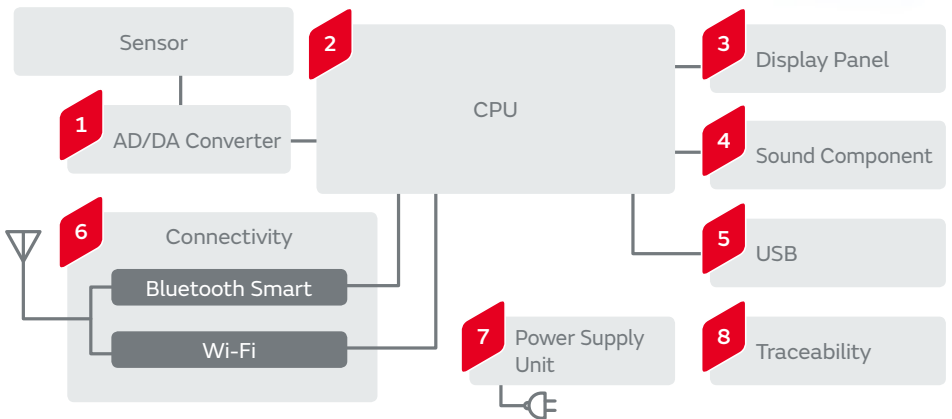 Sensor
1
AD/DA Converter
2
CPU
3
Display Panel
4
Sound Component
5
USB
6
Connectivity
Bluetooth Smart
Wi-Fi
7
Power Supply
Unit
8
Traceability